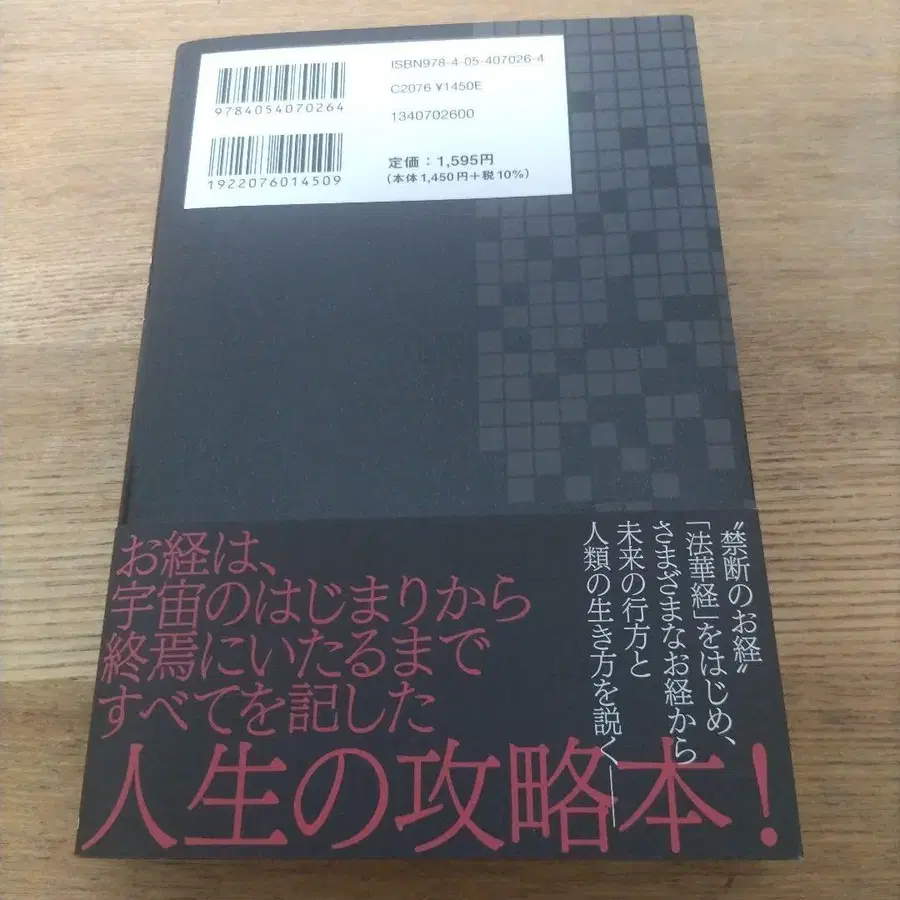 9784054070264
1922076014509
ISBN978-4-05-407026-4
C2076 ¥1450E
1340702600
定価：1,595円
（本体1,450円＋税10%）
〝禁断のお経〟
「法華経」をはじめ、
さまざまなお経から
未来の行方と
人類の生き方を説く──
お経は、
宇宙のはじまりから
終焉にいたるまで
すべてを記した
人生の攻略本！